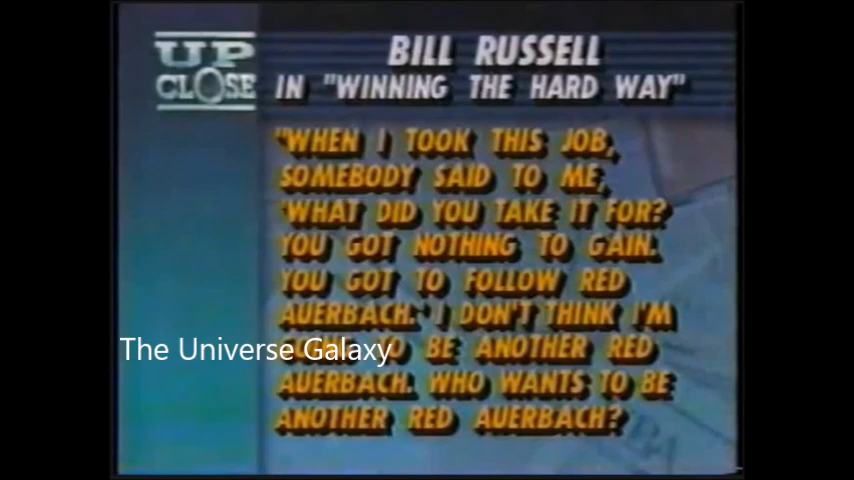 UP
CLOSE
BILL RUSSELL
IN "WINNING THE HARD WAY"
"WHEN I TOOK THIS JOB,
SOMEBODY SAID TO ME,
'WHAT DID YOU TAKE IT FOR?
YOU GOT NOTHING TO GAIN.
YOU GOT TO FOLLOW RED
AUERBACH.' I DON'T THINK I'M
The Universe Galaxy
BE ANOTHER RED
AUERBACH. WHO WANTS TO BE
ANOTHER RED AUERBACH?